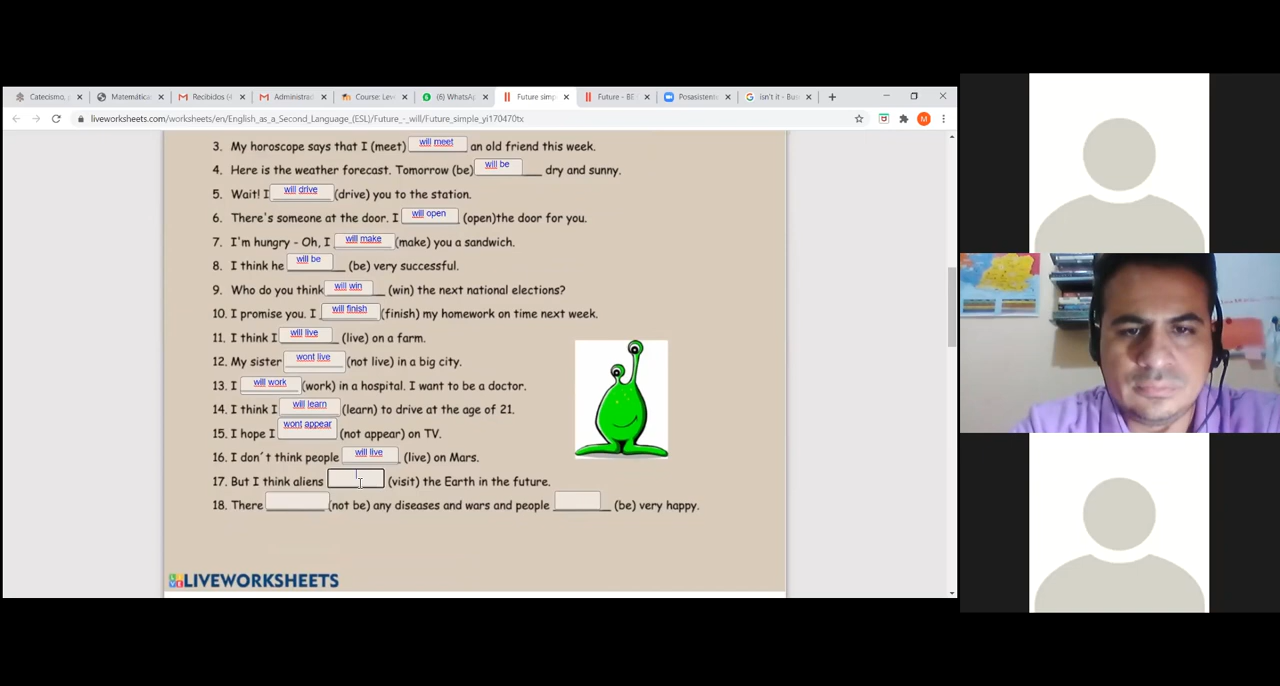 Catecismo,
Matemática
Recibidos (
Administrad
Course: Lev
(6) WhatsAp
Future simp
Future - BE
Posasistente
isn't it - Bus
liveworksheets.com/worksheets/en/English_as_a_Second_Language_(ESL)/Future_-_will/Future_simple_yi170470tx
M
3. My horoscope says that I (meet) will meet an old friend this week.
4. Here is the weather forecast. Tomorrow (be) will be ___ dry and sunny.
5. Wait! I will drive (drive) you to the station.
6. There's someone at the door. I will open (open)the door for you.
7. I'm hungry - Oh, I will make (make) you a sandwich.
8. I think he will be __ (be) very successful.
9. Who do you think will win __ (win) the next national elections?
10. I promise you. I will finish (finish) my homework on time next week.
11. I think I will live _ (live) on a farm.
12. My sister wont live (not live) in a big city.
13. I will work (work) in a hospital. I want to be a doctor.
14. I think I will learn (learn) to drive at the age of 21.
15. I hope I wont appear (not appear) on TV.
16. I don´t think people will live (live) on Mars.
17. But I think aliens (visit) the Earth in the future.
18. There (not be) any diseases and wars and people __ (be) very happy.
LIVEWORKSHEETS